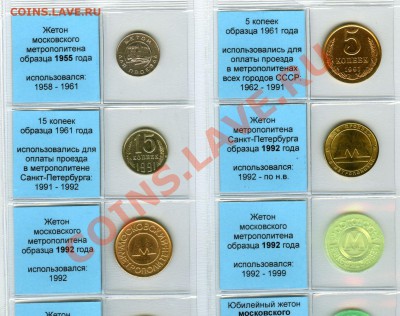 COINS.LAVE.RU
Жетон
московского
метрополитена
образца 1955 года
использовался:
1958 - 1961
5 копеек
образца 1961 года
использовались для
оплаты проезда
в метрополитенах
всех городов СССР:
1962 - 1991
5
КОПЕЕК
15 копеек
образца 1961 года
использовались для
оплаты проезда
в метрополитене
Санкт-Петербурга:
1991 - 1992
15
КОПЕЕК
1991
Жетон
метрополитена
Санкт-Петербурга
образца 1992 года
использовался:
1992 - по н.в.
Жетон
московского
метрополитена
образца 1992 года
использовался:
1992
Жетон
московского
метрополитена
образца 1992 года
использовался:
1992 - 1999
М
Жетон
московского
Юбилейный жетон
московского
COINS.LAVE.RU